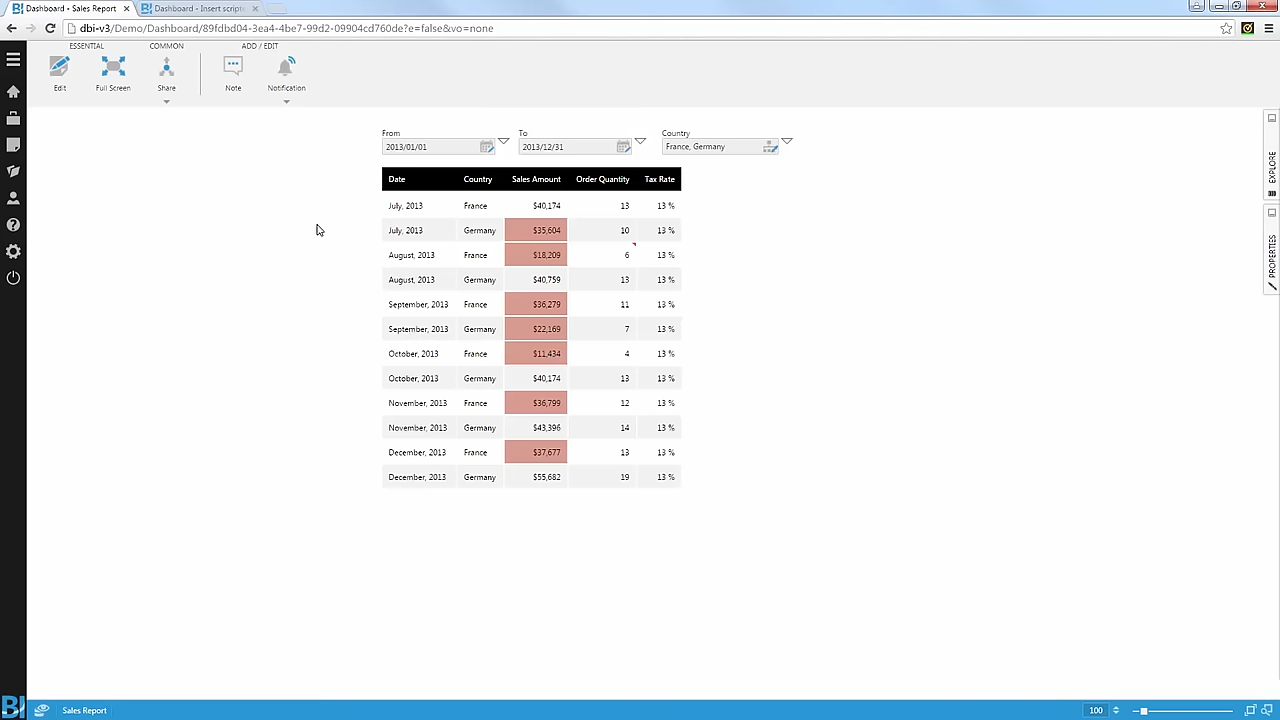 Dashboard • Sales Report
Dashboard • Insert script
dbi-v3/Demo/Dashboard/89fdbd04-3ea4-4be7-99d2-09904cd760de?e=false&vo=none
ESSENTIAL COMMON ADD / EDIT
Edit Full Screen Share Note Notification
From To Country
2013/01/01 2013/12/31 France, Germany
Date Country Sales Amount Order Quantity Tax Rate
July, 2013 France $40,174 13 13 %
July, 2013 Germany $35,604 10 13 %
August, 2013 France $18,209 6 13 %
August, 2013 Germany $40,759 13 13 %
September, 2013 France $36,279 11 13 %
September, 2013 Germany $22,169 7 13 %
October, 2013 France $11,434 4 13 %
October, 2013 Germany $40,174 13 13 %
November, 2013 France $36,799 12 13 %
November, 2013 Germany $43,396 14 13 %
December, 2013 France $37,677 13 13 %
December, 2013 Germany $55,682 19 13 %
EXPLORE
PROPERTIES
BI Sales Report 100